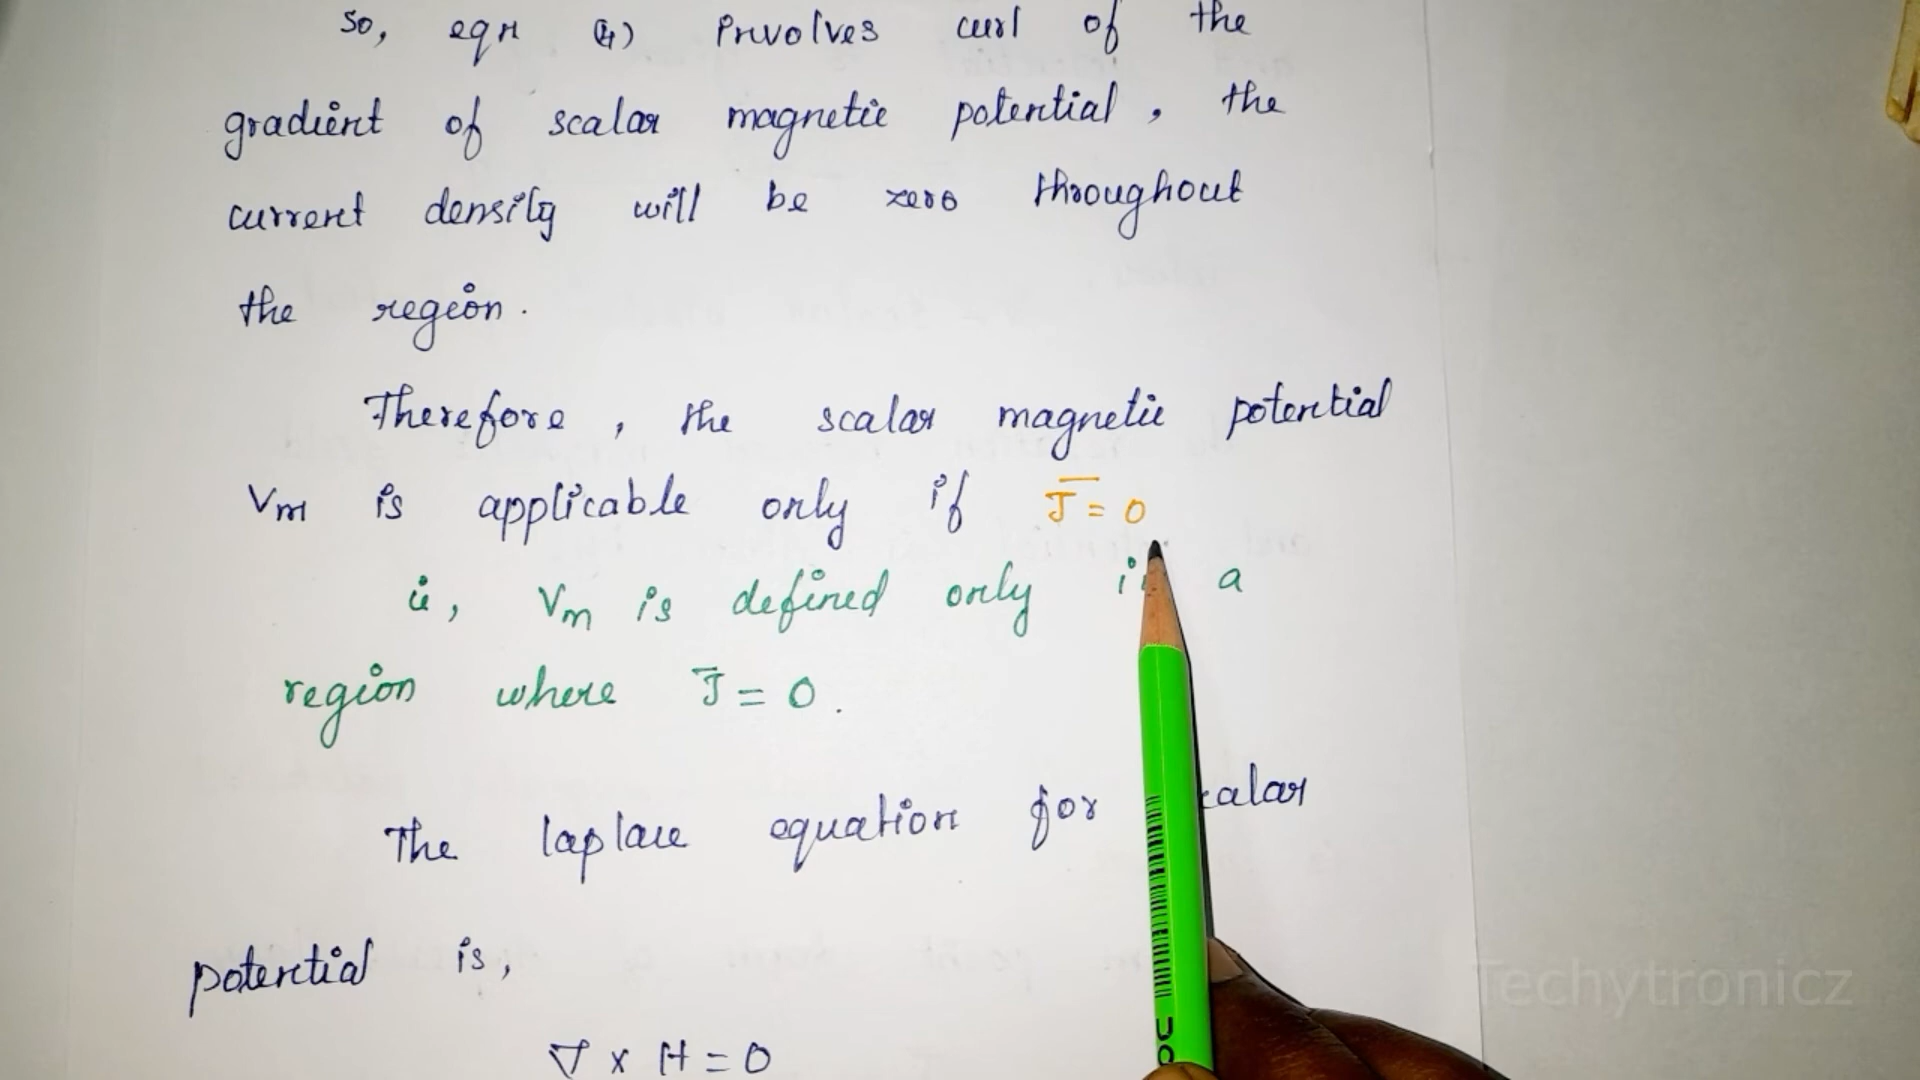 So, eqn (4) involves curl of the
gradient of scalar magnetic potential, the
current density will be zero throughout
the region.
Therefore, the scalar magnetic potential
Vm is applicable only if J̅ = 0
ie, Vm is defined only in a
region where J̅ = 0.
The laplace equation for scalar
potential is,
∇ × H = 0
Techytronicz